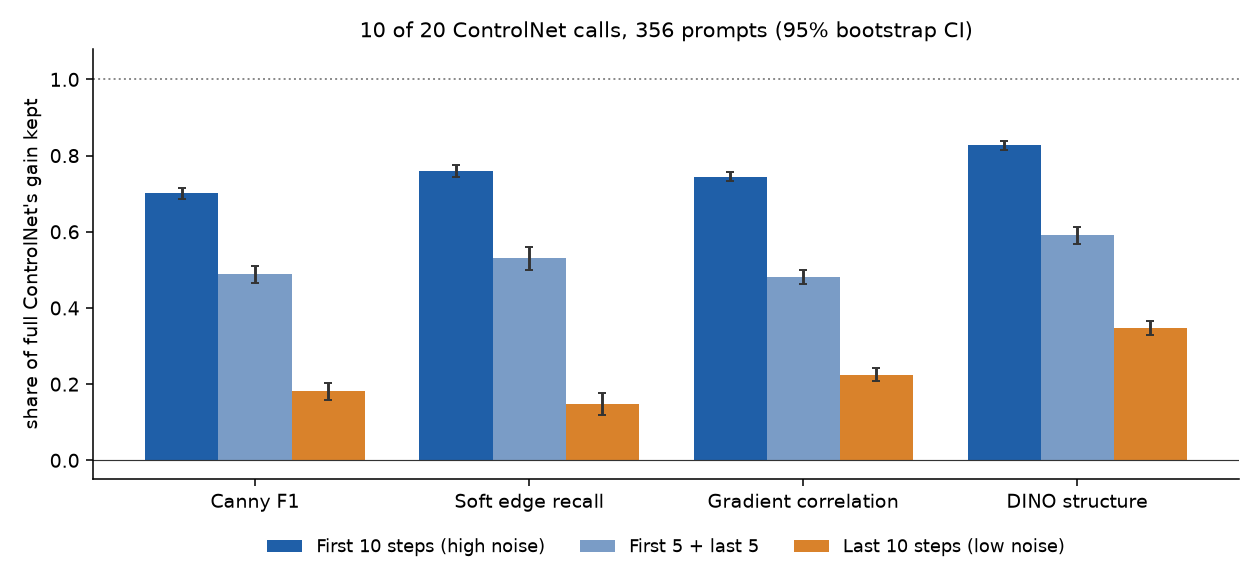 10 of 20 ControlNet calls, 356 prompts (95% bootstrap CI)
share of full ControlNet's gain kept
1.0
0.8
0.6
0.4
0.2
0.0
Canny F1 Soft edge recall Gradient correlation DINO structure
First 10 steps (high noise) First 5 + last 5 Last 10 steps (low noise)